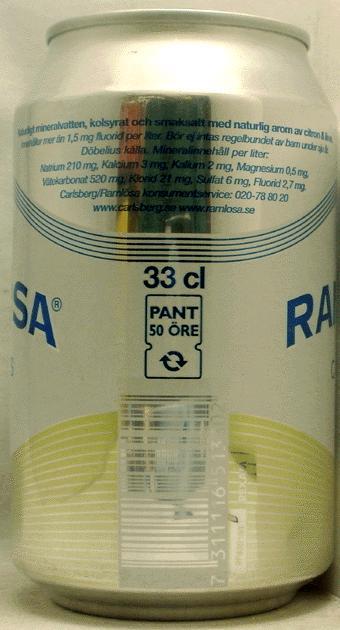 Naturligt mineralvatten, kolsyrat och smaksatt med naturlig arom av citron & lime.
Innehåller mer än 1,5 mg fluorid per liter. Bör ej intas regelbundet av barn under sju år.
Döbelius källa. Mineralinnehåll per liter:
Natrium 210 mg, Kalcium 3 mg, Kalium 2 mg, Magnesium 0,5 mg,
Vätekarbonat 520 mg, Klorid 21 mg, Sulfat 6 mg, Fluorid 2,7 mg.
Carlsberg/Ramlösa konsumentservice: 020-78 80 20
www.carlsberg.se www.ramlosa.se
33 cl
PANT
50 ÖRE
SA®
RA
S
7 311116 513